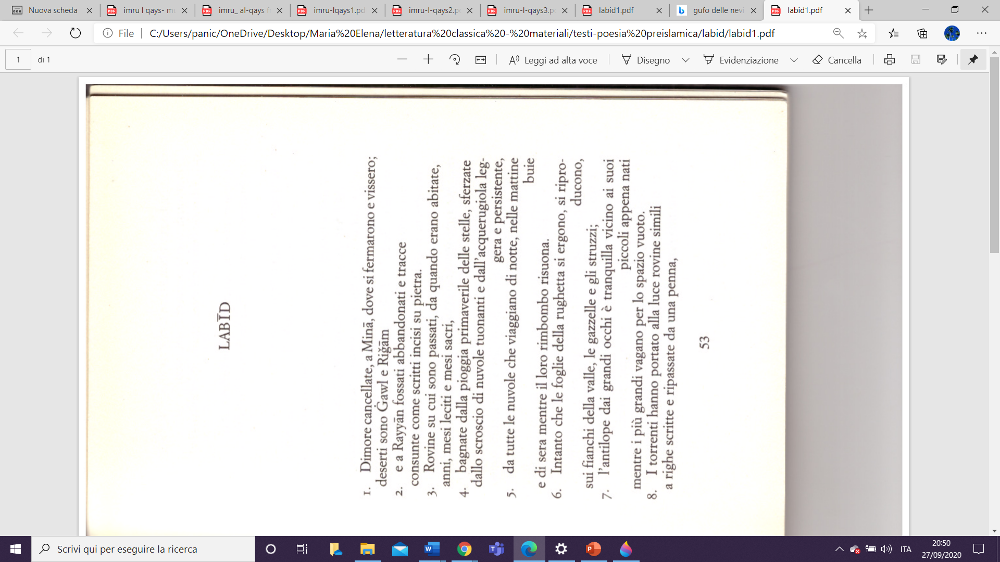 Nuova scheda
imru l qays- mu
imru_ al-qays f
imru-lqays1.pd
imru-l-qays2.p
imru-l-qays3.p
labid1.pdf
gufo delle nevi
labid1.pdf
File
C:/Users/panic/OneDrive/Desktop/Maria%20Elena/letteratura%20classica%20-%20materiali/testi-poesia%20preislamica/labid/labid1.pdf
1
di 1
Leggi ad alta voce
Disegno
Evidenziazione
Cancella
LABĪD
1. Dimore cancellate, a Minā, dove si fermarono e vissero;
deserti sono Ġawl e Riğām
2. e a Rayyān fossati abbandonati e tracce
consunte come scritti incisi su pietra.
3. Rovine su cui sono passati, da quando erano abitate,
anni, mesi leciti e mesi sacri,
4. bagnate dalla pioggia primaverile delle stelle, sferzate
dallo scroscio di nuvole tuonanti e dall'acquerugiola leg-
gera e persistente,
5. da tutte le nuvole che viaggiano di notte, nelle mattine
buie
e di sera mentre il loro rimbombo risuona.
6. Intanto che le foglie della rughetta si ergono, si ripro-
ducono,
sui fianchi della valle, le gazzelle e gli struzzi;
7. l'antilope dai grandi occhi è tranquilla vicino ai suoi
piccoli appena nati
mentre i più grandi vagano per lo spazio vuoto.
8. I torrenti hanno portato alla luce rovine simili
a righe scritte e ripassate da una penna,
53
Scrivi qui per eseguire la ricerca
ITA
20:50
27/09/2020